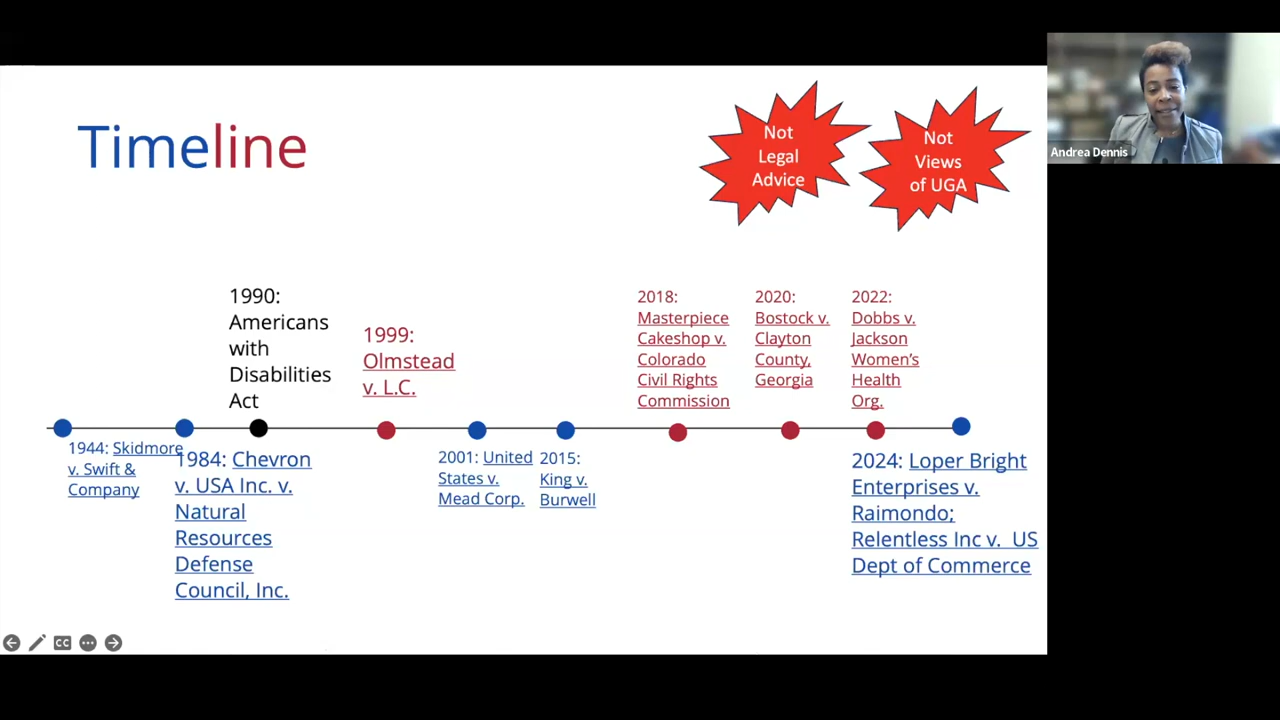 Timeline
Not
Legal
Advice
Not
Views
of UGA
Andrea Dennis
1990:
Americans
with
Disabilities
Act
1999:
Olmstead
v. L.C.
2018:
Masterpiece
Cakeshop v.
Colorado
Civil Rights
Commission
2020:
Bostock v.
Clayton
County,
Georgia
2022:
Dobbs v.
Jackson
Women's
Health
Org.
1944: Skidmore
v. Swift &
Company
1984: Chevron
v. USA Inc. v.
Natural
Resources
Defense
Council, Inc.
2001: United
States v.
Mead Corp.
2015:
King v.
Burwell
2024: Loper Bright
Enterprises v.
Raimondo;
Relentless Inc v. US
Dept of Commerce
CC